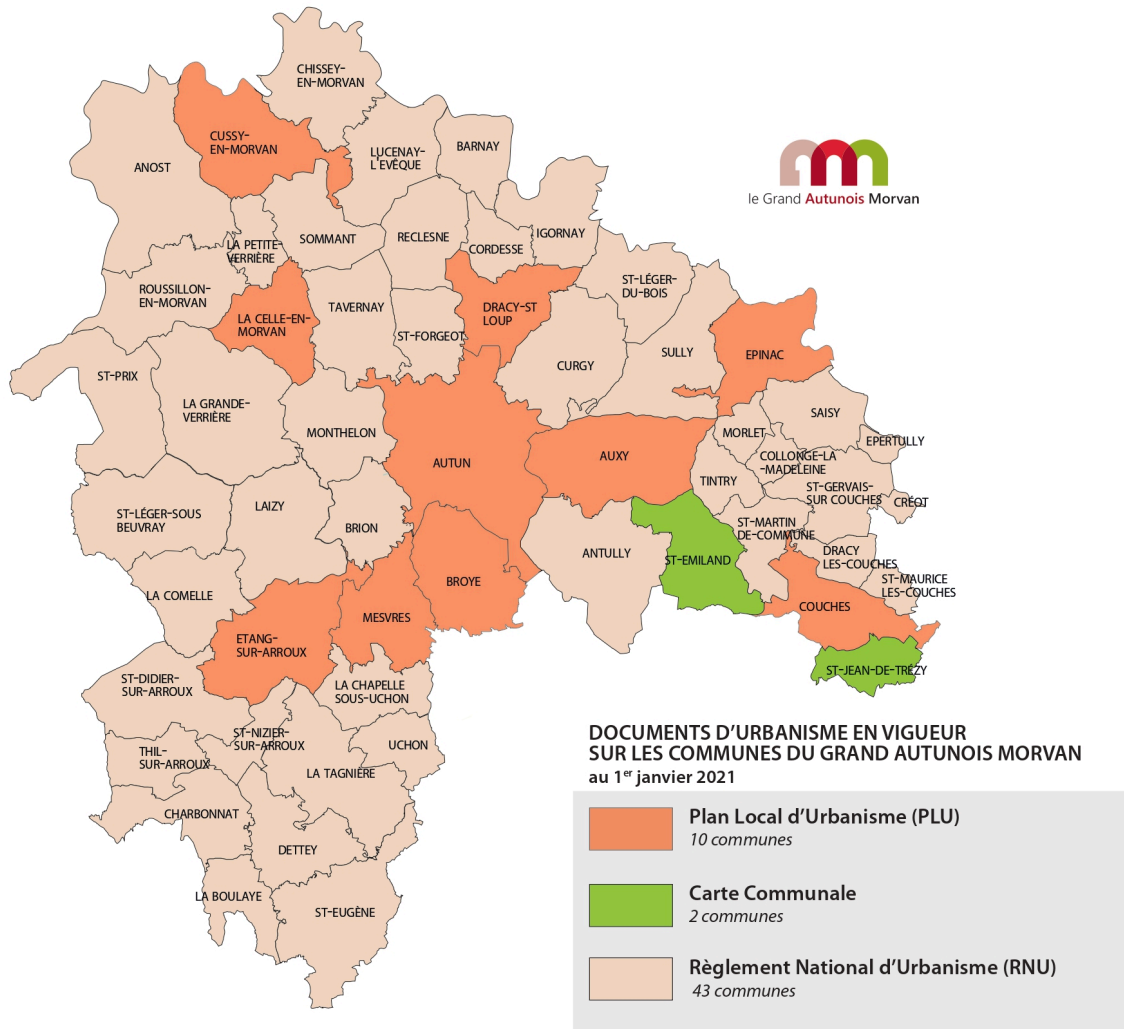 CHISSEY-
EN-MORVAN
CUSSY-
EN-MORVAN
ANOST
LUCENAY-
L'EVÊQUE
BARNAY
le Grand Autunois Morvan
LA PETITE-
VERRIÈRE
SOMMANT
RECLESNE
CORDESSE
IGORNAY
ROUSSILLON-
EN-MORVAN
LA CELLE-EN-
MORVAN
TAVERNAY
ST-FORGEOT
DRACY-ST
LOUP
ST-LÉGER-
DU-BOIS
CURGY
SULLY
EPINAC
ST-PRIX
LA GRANDE-
VERRIÈRE
MONTHELON
AUTUN
AUXY
MORLET
SAISY
EPERTULLY
COLLONGE-LA
-MADELEINE
TINTRY
ST-GERVAIS-
SUR COUCHES
CRÉOT
ST-LÉGER-SOUS
BEUVRAY
LAIZY
BRION
ANTULLY
ST-EMILAND
ST-MARTIN
DE-COMMUNE
DRACY
LES-COUCHES
ST-MAURICE
LES-COUCHES
LA COMELLE
BROYE
MESVRES
COUCHES
ETANG-
SUR-ARROUX
ST-JEAN-DE-TRÉZY
ST-DIDIER-
SUR-ARROUX
LA CHAPELLE
SOUS-UCHON
THIL-
SUR-ARROUX
ST-NIZIER-
SUR-ARROUX
UCHON
LA TAGNIÈRE
CHARBONNAT
DETTEY
LA BOULAYE
ST-EUGÈNE
DOCUMENTS D'URBANISME EN VIGUEUR
SUR LES COMMUNES DU GRAND AUTUNOIS MORVAN
au 1er janvier 2021
Plan Local d'Urbanisme (PLU)
10 communes
Carte Communale
2 communes
Règlement National d'Urbanisme (RNU)
43 communes